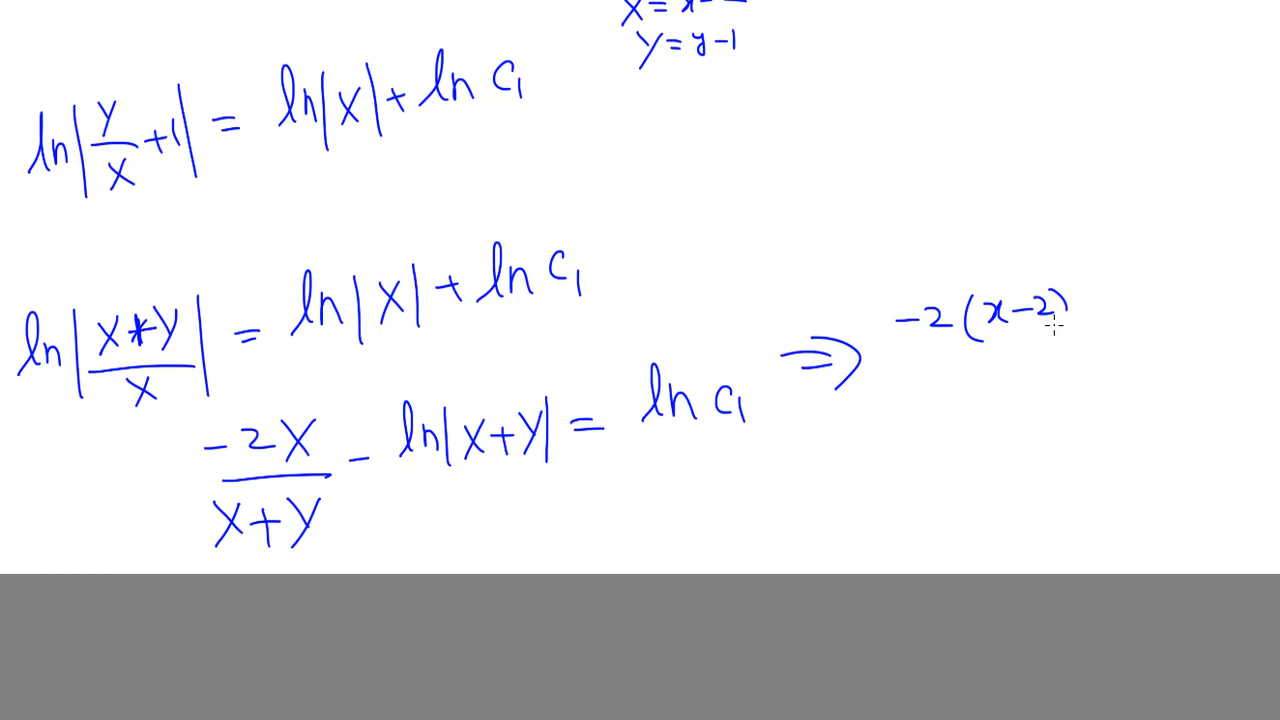 X = x -
Y = y - 1
ln|Y/X + 1| = ln|X| + ln C₁
ln|(X + Y)/X| = ln|X| + ln C₁
-2X/(X + Y) - ln|X + Y| = ln C₁ ⇒ -2(x - 2)